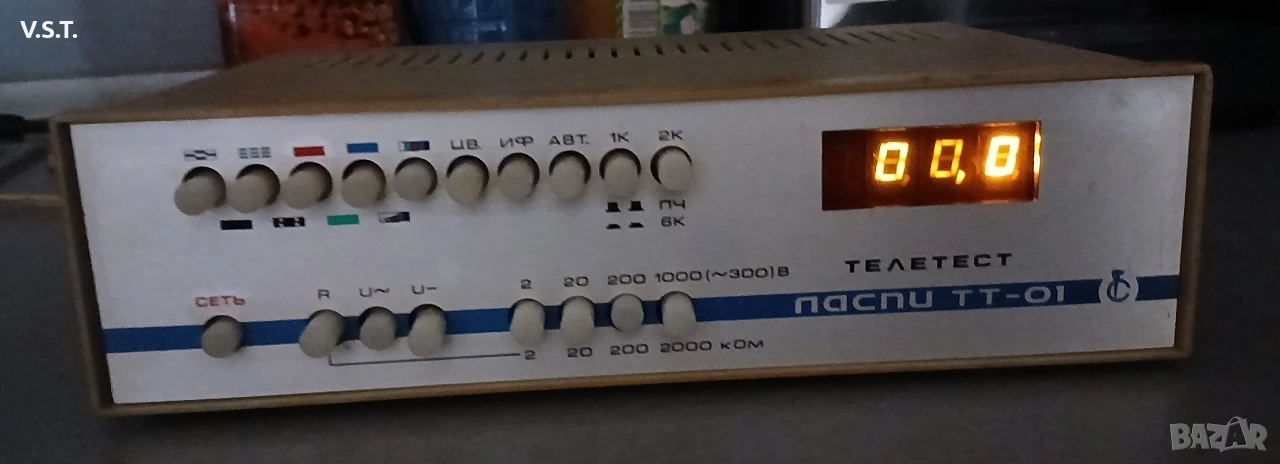 V.S.T.
ЦВ. ИФ АВТ. 1К 2К
ПЧ
6К
ТЕЛЕТЕСТ
00,0
СЕТЬ R U~ U- 2 20 200 1000(~300)В
ЛАСПИ ТТ-01
2 20 200 2000 кОМ
BAZAR